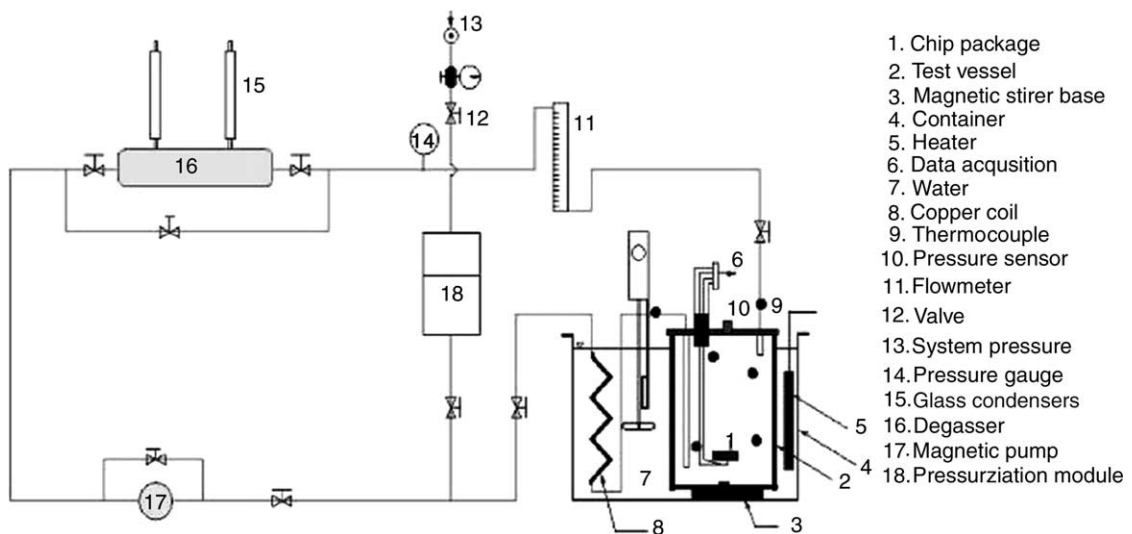 13
15
12
14
11
16
6
18
10
9
1
5
4
7
2
17
8
3
1. Chip package
2. Test vessel
3. Magnetic stirer base
4. Container
5. Heater
6. Data acqusition
7. Water
8. Copper coil
9. Thermocouple
10. Pressure sensor
11. Flowmeter
12. Valve
13. System pressure
14. Pressure gauge
15. Glass condensers
16. Degasser
17. Magnetic pump
18. Pressurziation module